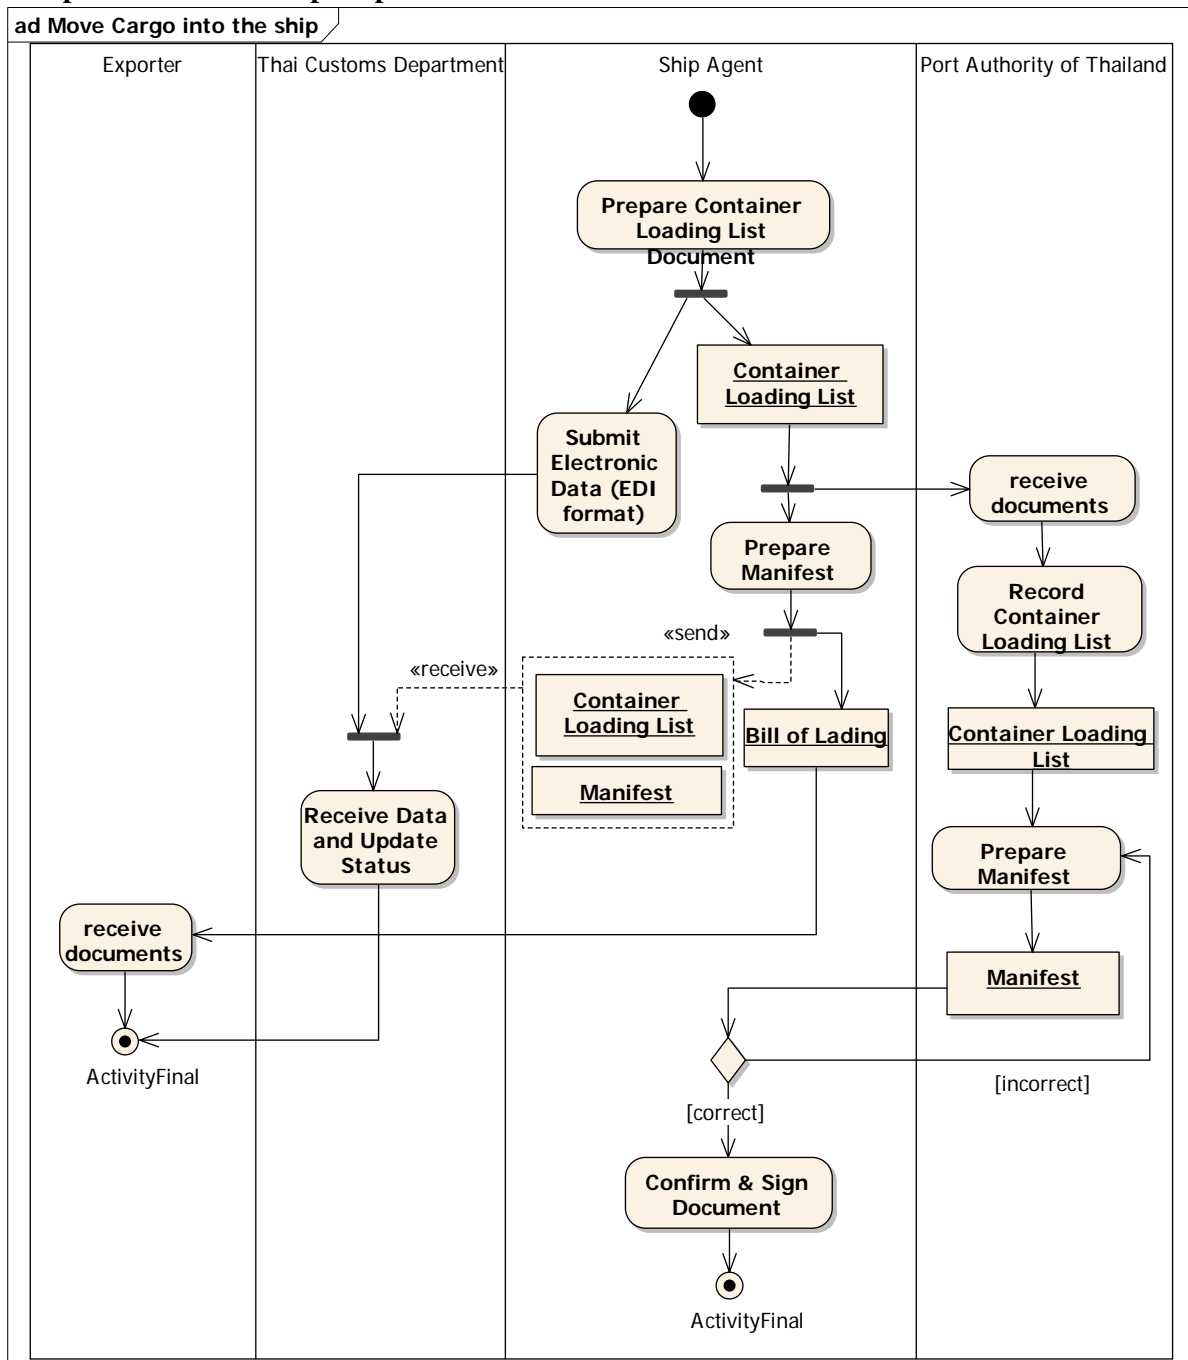 ad Move Cargo into the ship
Exporter
Thai Customs Department
Ship Agent
Port Authority of Thailand
Prepare Container
Loading List
Document
Container
Loading List
Submit
Electronic
Data (EDI
format)
receive
documents
Prepare
Manifest
Record
Container
Loading List
«send»
«receive»
Container
Loading List
Manifest
Bill of Lading
Container Loading
List
Receive Data
and Update
Status
Prepare
Manifest
receive
documents
Manifest
ActivityFinal
[incorrect]
[correct]
Confirm & Sign
Document
ActivityFinal